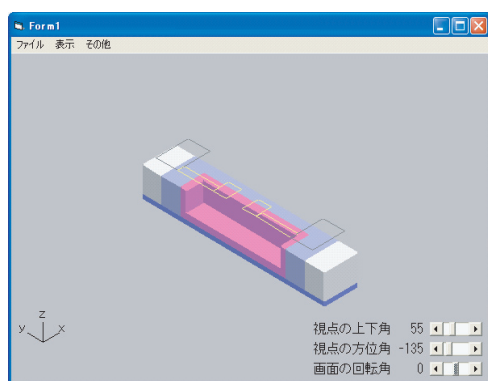 Form1
ファイル 表示 その他
z
y x
視点の上下角 55
視点の方位角 -135
画面の回転角 0